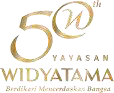 50th
YAYASAN
WIDYATAMA
Berdikari Mencerdaskan Bangsa